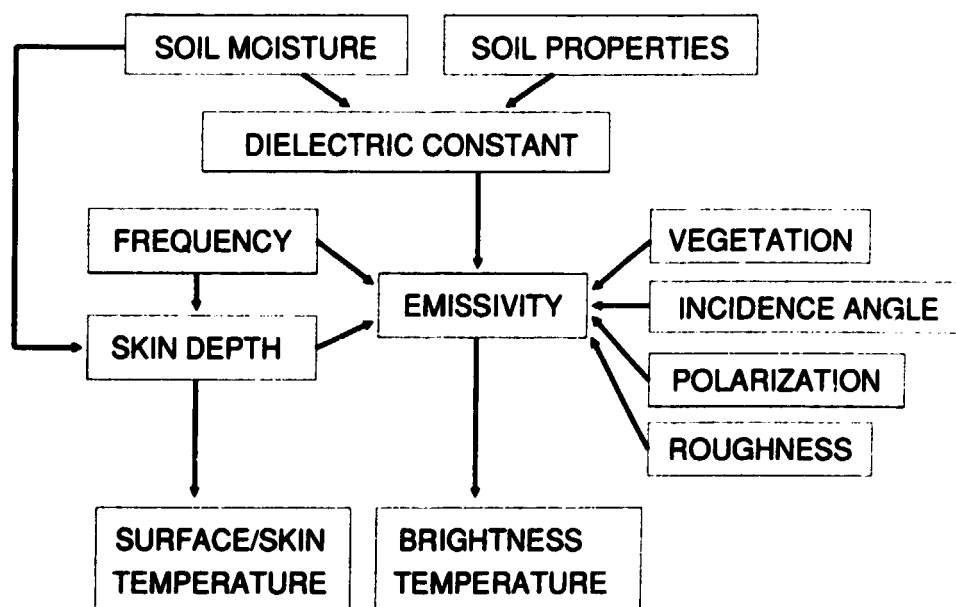 SOIL MOISTURE
SOIL PROPERTIES
DIELECTRIC CONSTANT
FREQUENCY
VEGETATION
EMISSIVITY
INCIDENCE ANGLE
SKIN DEPTH
POLARIZATION
ROUGHNESS
SURFACE/SKIN
TEMPERATURE
BRIGHTNESS
TEMPERATURE